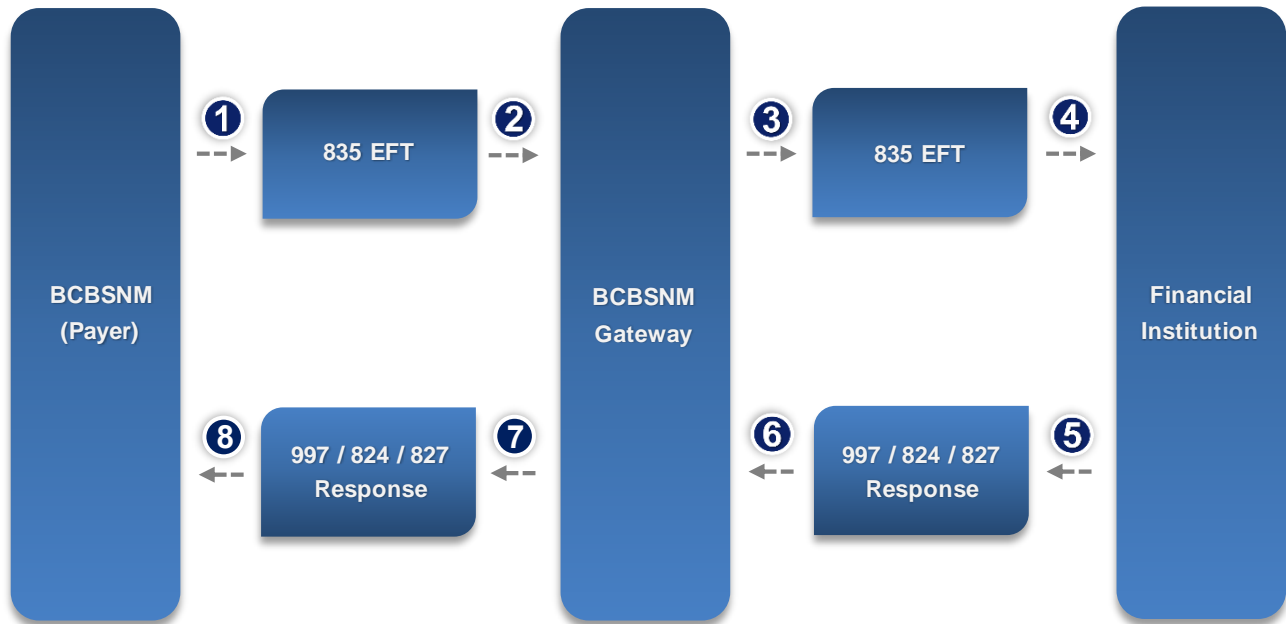 1
2
3
4
835 EFT
835 EFT
BCBSNM
(Payer)
BCBSNM
Gateway
Financial
Institution
8
7
6
5
997 / 824 / 827
Response
997 / 824 / 827
Response